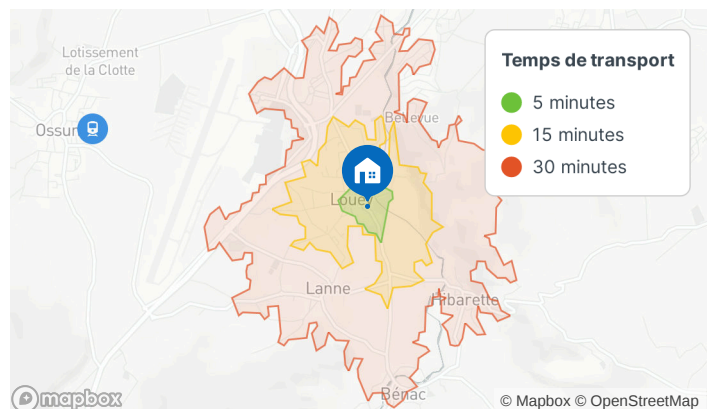 Lotissement
de la Clotte
Temps de transport
5 minutes
Bellevue
Ossun
15 minutes
30 minutes
Louey
Lanne
Hibarette
Bénac
mapbox
© Mapbox © OpenStreetMap